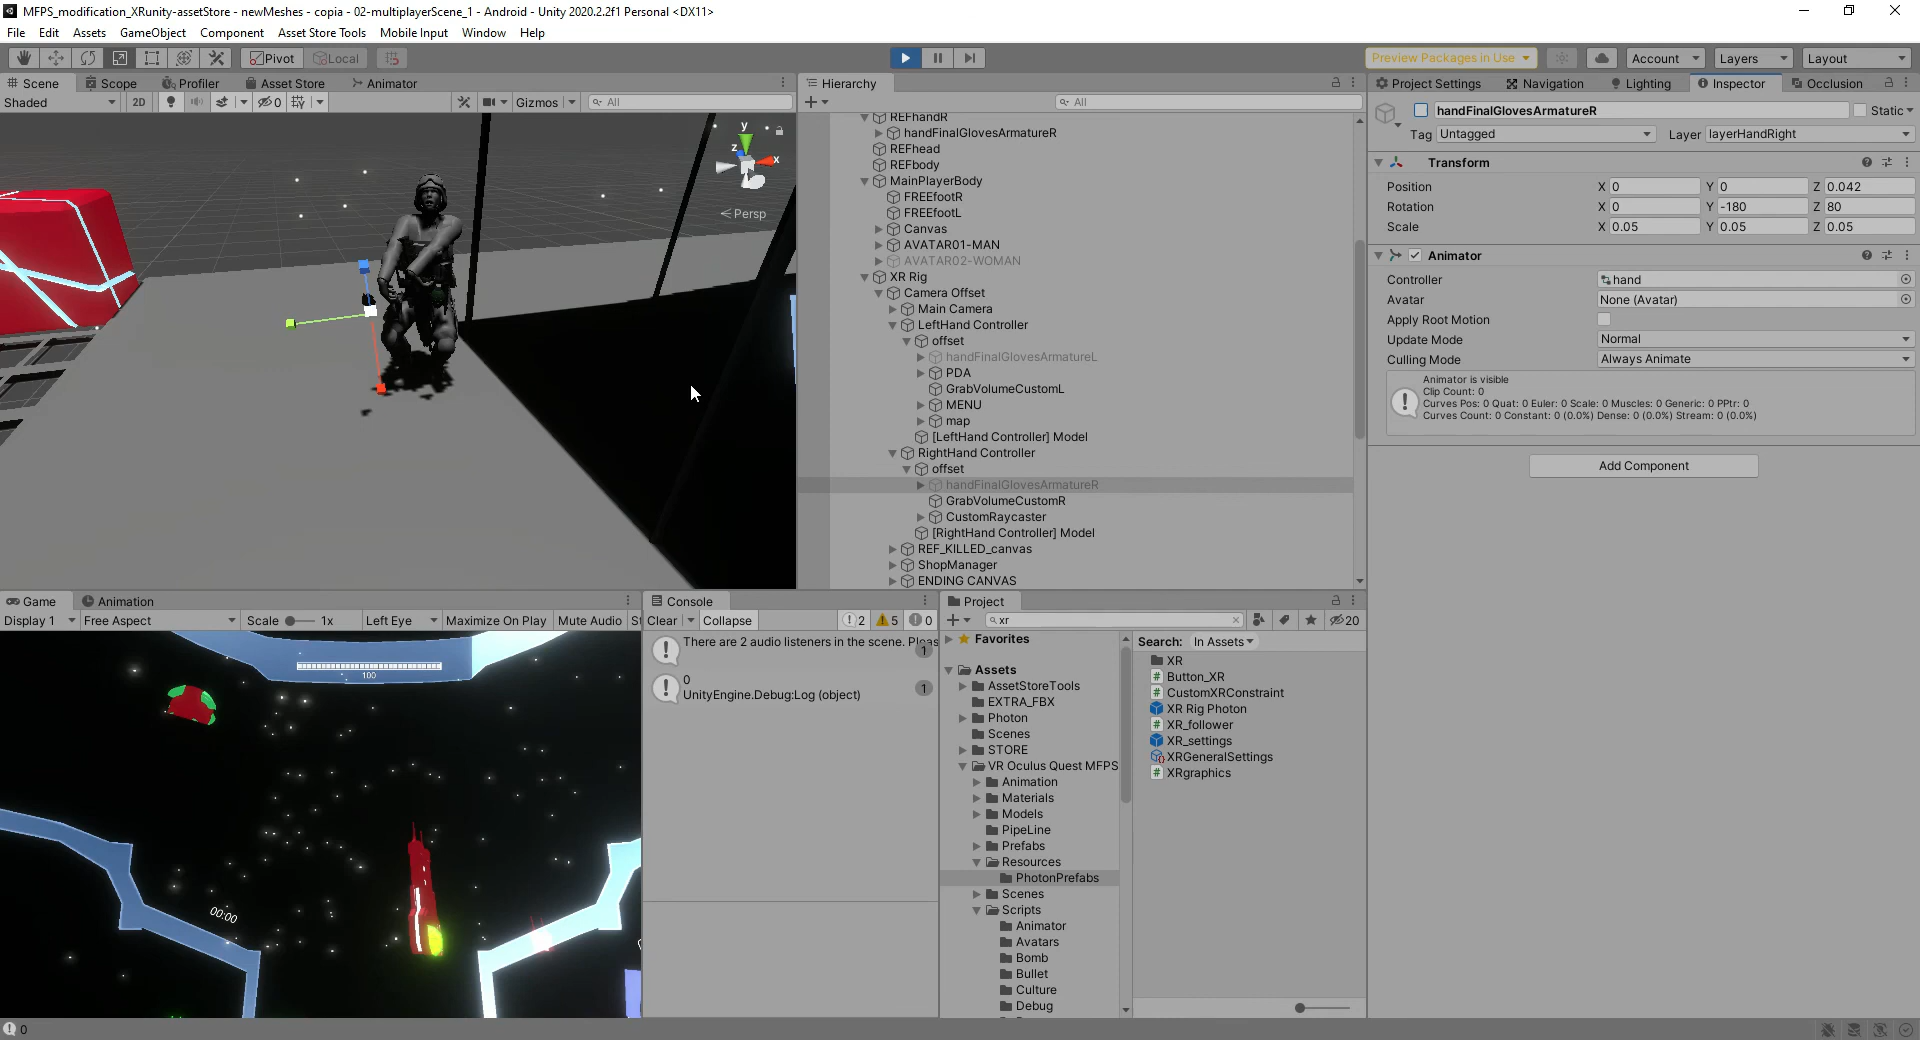 MFPS_modification_XRunity-assetStore - newMeshes - copia - 02-multiplayerScene_1 - Android - Unity 2020.2.2f1 Personal <DX11>
File Edit Assets GameObject Component Asset Store Tools Mobile Input Window Help
Pivot Local Preview Packages in Use Account Layers Layout
Scene Scope Profiler Asset Store Animator
Shaded 2D 0 Gizmos All
y
z
x
Persp
Hierarchy
All
REFhandR
handFinalGlovesArmatureR
REFhead
REFbody
MainPlayerBody
FREEfootR
FREEfootL
Canvas
AVATAR01-MAN
AVATAR02-WOMAN
XR Rig
Camera Offset
Main Camera
LeftHand Controller
offset
handFinalGlovesArmatureL
PDA
GrabVolumeCustomL
MENU
map
[LeftHand Controller] Model
RightHand Controller
offset
handFinalGlovesArmatureR
GrabVolumeCustomR
CustomRaycaster
[RightHand Controller] Model
REF_KILLED_canvas
ShopManager
ENDING CANVAS
Project Settings Navigation Lighting Inspector Occlusion
handFinalGlovesArmatureR Static
Tag Untagged Layer layerHandRight
Transform
Position X 0 Y 0 Z 0.042
Rotation X 0 Y -180 Z 80
Scale X 0.05 Y 0.05 Z 0.05
Animator
Controller hand
Avatar None (Avatar)
Apply Root Motion
Update Mode Normal
Culling Mode Always Animate
Animator is visible
Clip Count: 0
Curves Pos: 0 Quat: 0 Euler: 0 Scale: 0 Muscles: 0 Generic: 0 PPtr: 0
Curves Count: 0 Constant: 0 (0.0%) Dense: 0 (0.0%) Stream: 0 (0.0%)
Add Component
Game Animation
Display 1 Free Aspect Scale 1x Left Eye Maximize On Play Mute Audio St
100
00:00
Console
Clear Collapse 2 5 0
There are 2 audio listeners in the scene. Pleas 1
0
UnityEngine.Debug:Log (object) 1
Project
xr 20
Favorites
Assets
AssetStoreTools
EXTRA_FBX
Photon
Scenes
STORE
VR Oculus Quest MFPS
Animation
Materials
Models
PipeLine
Prefabs
Resources
PhotonPrefabs
Scenes
Scripts
Animator
Avatars
Bomb
Bullet
Culture
Debug
Search: In Assets
XR
Button_XR
CustomXRConstraint
XR Rig Photon
XR_follower
XR_settings
XRGeneralSettings
XRgraphics
0